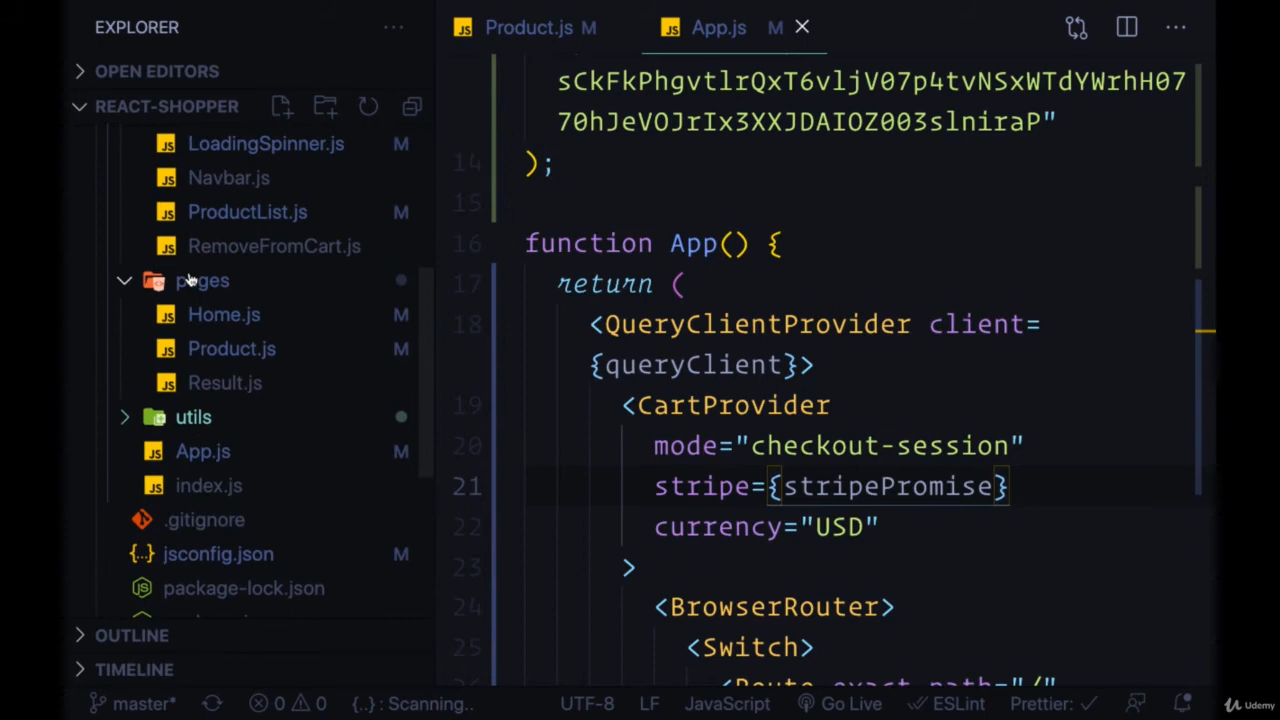 EXPLORER
Product.js M
App.js M
OPEN EDITORS
REACT-SHOPPER
LoadingSpinner.js M
Navbar.js
ProductList.js M
RemoveFromCart.js
pages
Home.js M
Product.js M
Result.js
utils
App.js M
index.js
.gitignore
jsconfig.json M
package-lock.json
OUTLINE
TIMELINE
sCkFkPhgvtlrQxT6vljV07p4tvNSxWTdYWrhH07
70hJeVOJrIx3XXJDAIOZ003slniraP"
14 );
15
16 function App() {
17 return (
18 <QueryClientProvider client=
{queryClient}>
19 <CartProvider
20 mode="checkout-session"
21 stripe={stripePromise}
22 currency="USD"
23 >
24 <BrowserRouter>
25 <Switch>
26 <Route exact path="/"
master* 0 0 {.}: Scanning.. UTF-8 LF JavaScript Go Live ESLint Prettier: ✓
Udemy